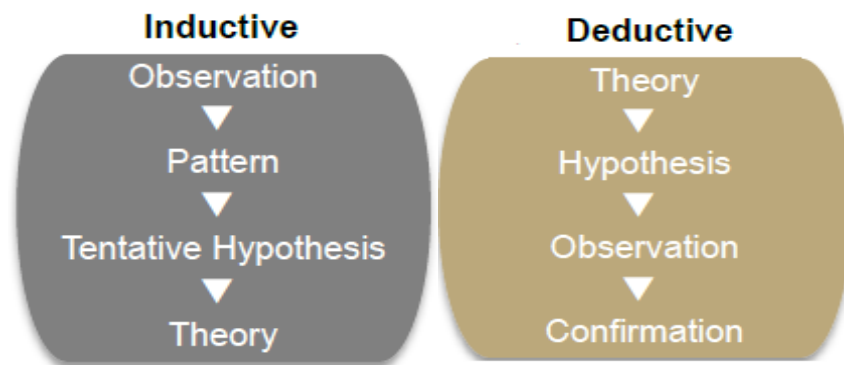 Inductive
Observation
Pattern
Tentative Hypothesis
Theory
Deductive
Theory
Hypothesis
Observation
Confirmation